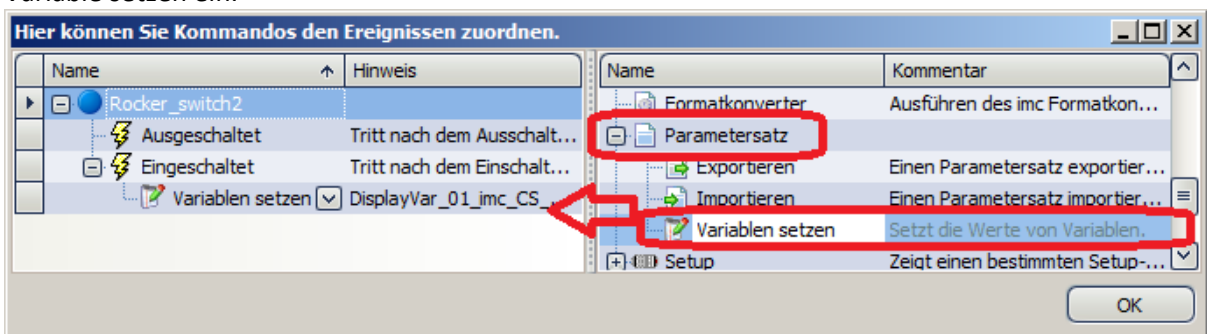 Hier können Sie Kommandos den Ereignissen zuordnen.
Name Hinweis Name Kommentar
Rocker_switch2 Formatkonverter Ausführen des imc Formatkon...
Ausgeschaltet Tritt nach dem Ausschalt... Parametersatz
Eingeschaltet Tritt nach dem Einschalt... Exportieren Einen Parametersatz exportier...
Variablen setzen DisplayVar_01_imc_CS_ Importieren Einen Parametersatz importier...
Variablen setzen Setzt die Werte von Variablen.
Setup Zeigt einen bestimmten Setup-...
OK